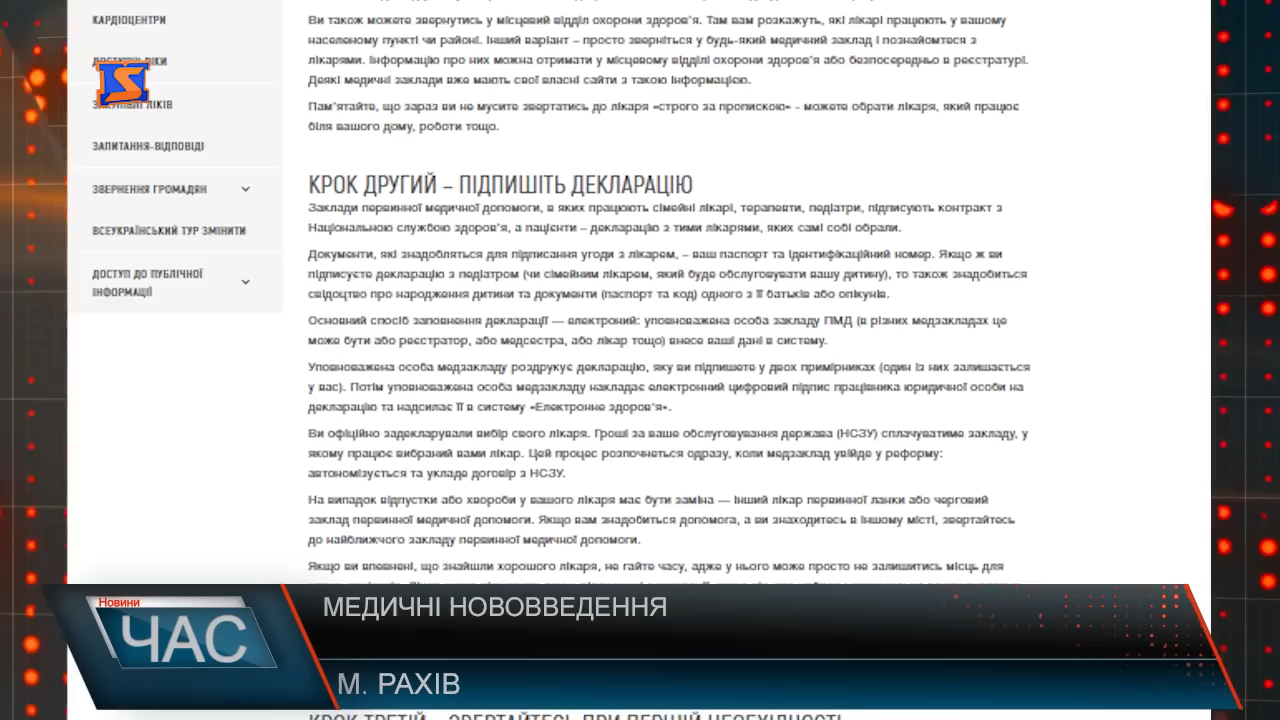 КАРДІОЦЕНТРИ
ДОСТУПНІ ЛІКИ
ЛІКІВ
ЗАПИТАННЯ-ВІДПОВІДІ
ЗВЕРНЕННЯ ГРОМАДЯН
ВСЕУКРАЇНСЬКИЙ ТУР ЗМІНИТИ
ДОСТУП ДО ПУБЛІЧНОЇ
ІНФОРМАЦІЇ
Ви також можете звернутись у місцевий відділ охорони здоров'я. Там вам розкажуть, які лікарі працюють у вашому
населеному пункті чи районі. Інший варіант – просто зверніться у будь-який медичний заклад і познайомтеся з
лікарями. Інформацію про них можна отримати у місцевому відділі охорони здоров'я або безпосередньо в реєстратурі.
Деякі медичні заклади вже мають свої власні сайти з такою інформацією.
Пам'ятайте, що зараз ви не мусите звертатись до лікаря «строго за пропискою» - можете обрати лікаря, який працює
біля вашого дому, роботи тощо.
КРОК ДРУГИЙ – ПІДПИШІТЬ ДЕКЛАРАЦІЮ
Заклади первинної медичної допомоги, в яких працюють сімейні лікарі, терапевти, педіатри, підписують контракт з
Національною службою здоров'я, а пацієнти – декларацію з тими лікарями, яких самі собі обрали.
Документи, які знадобляться для підписання угоди з лікарем, – ваш паспорт та ідентифікаційний номер. Якщо ж ви
підписуєте декларацію з педіатром (чи сімейним лікарем, який буде обслуговувати вашу дитину), то також знадобиться
свідоцтво про народження дитини та документи (паспорт та код) одного з її батьків або опікунів.
Основний спосіб заповнення декларації — електроний: уповноважена особа закладу ПМД (в різних медзакладах це
може бути або реєстратор, або медсестра, або лікар тощо) внесе ваші дані в систему.
Уповноважена особа медзакладу роздрукує декларацію, яку ви підпишете у двох примірниках (один із них залишається
у вас). Потім уповноважена особа медзакладу накладає електронний цифровий підпис працівника юридичної особи на
декларацію та надсилає її в систему «Електронне здоров'я».
Ви офіційно задекларували вибір свого лікаря. Гроші за ваше обслуговування держава (НСЗУ) сплачуватиме закладу, у
якому працює вибраний вами лікар. Цей процес розпочнеться одразу, коли медзаклад увійде у реформу:
автономізується та укладе договір з НСЗУ.
На випадок відпустки або хвороби у вашого лікаря має бути заміна — інший лікар первинної ланки або черговий
заклад первинної медичної допомоги. Якщо вам знадобиться допомога, а ви знаходитесь в іншому місті, звертайтесь
до найближчого закладу первинної медичної допомоги.
Якщо ви впевнені, що знайшли хорошого лікаря, не гайте часу, адже у нього може просто не залишитись місць для
Новини
ЧАС
МЕДИЧНІ НОВОВВЕДЕННЯ
М. РАХІВ
КРОК ТРЕТІЙ – ЗВЕРТАЙТЕСЬ ПРИ ПЕРШІЙ НЕОБХІДНОСТІ